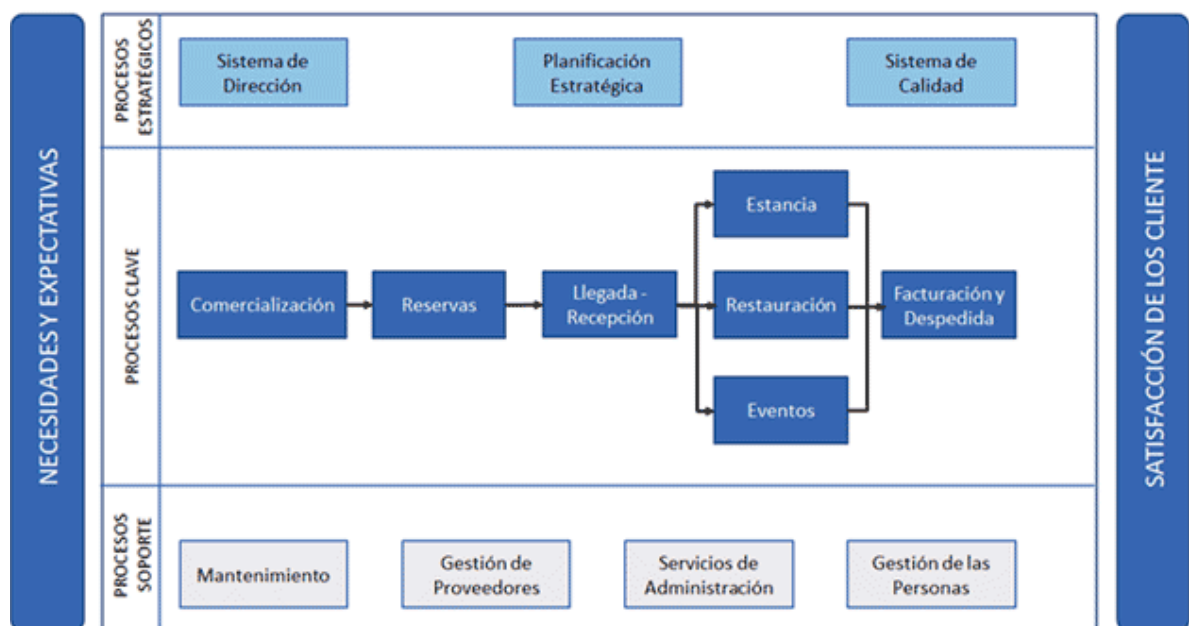 NECESIDADES Y EXPECTATIVAS
PROCESOS
ESTRATÉGICOS
Sistema de
Dirección
Planificación
Estratégica
Sistema de
Calidad
PROCESOS CLAVE
Comercialización
Reservas
Llegada -
Recepción
Estancia
Restauración
Eventos
Facturación y
Despedida
PROCESOS
SOPORTE
Mantenimiento
Gestión de
Proveedores
Servicios de
Administración
Gestión de las
Personas
SATISFACCIÓN DE LOS CLIENTE